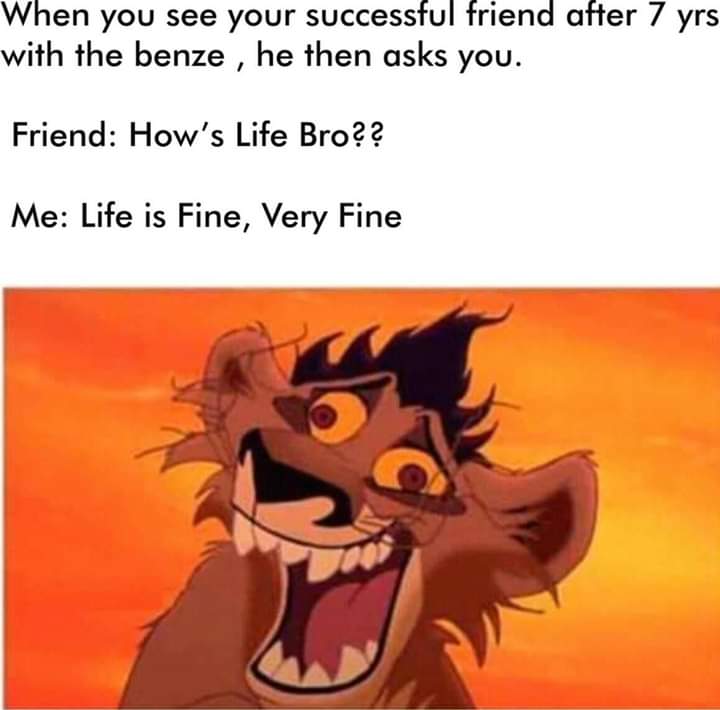 When you see your successful friend after 7 yrs
with the benze , he then asks you.
Friend: How's Life Bro??
Me: Life is Fine, Very Fine